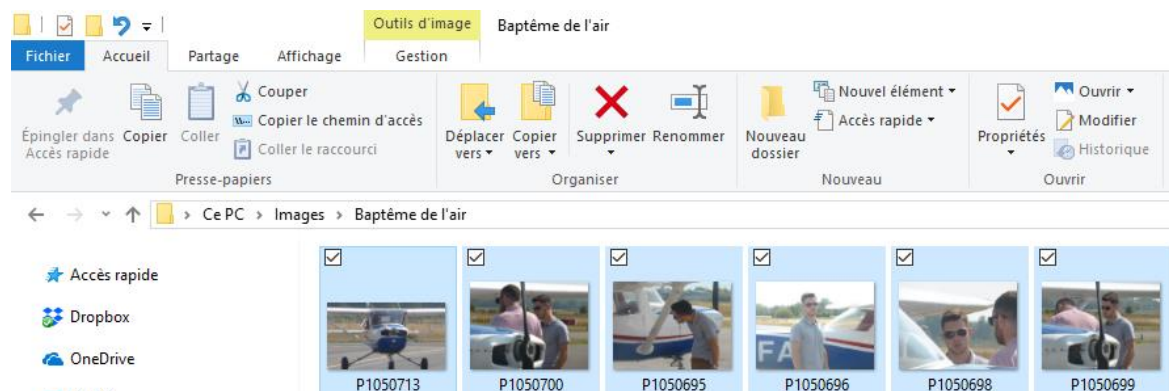 Outils d'image Baptême de l'air
Fichier Accueil Partage Affichage Gestion
Épingler dans
Accès rapide
Copier
Coller
Couper
Copier le chemin d'accès
Coller le raccourci
Presse-papiers
Déplacer
vers
Copier
vers
Supprimer
Renommer
Organiser
Nouveau
dossier
Nouvel élément
Accès rapide
Nouveau
Propriétés
Ouvrir
Modifier
Historique
Ouvrir
Ce PC > Images > Baptême de l'air
Accès rapide
Dropbox
OneDrive
FA
P1050713 P1050700 P1050695 P1050696 P1050698 P1050699